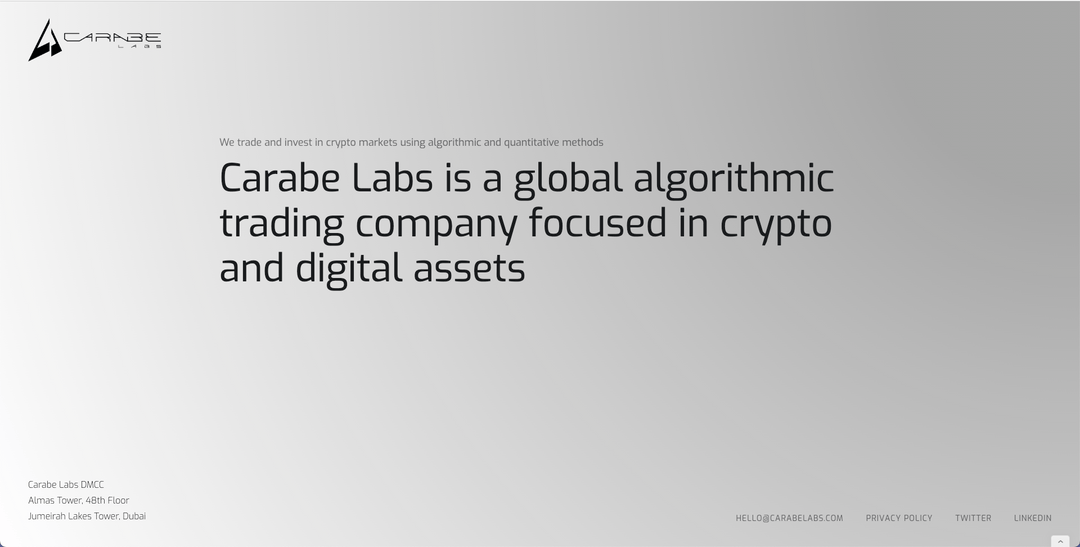 CARABE
LABS
We trade and invest in crypto markets using algorithmic and quantitative methods
Carabe Labs is a global algorithmic
trading company focused in crypto
and digital assets
Carabe Labs DMCC
Almas Tower, 48th Floor
Jumeirah Lakes Tower, Dubai
HELLO@CARABELABS.COM PRIVACY POLICY TWITTER LINKEDIN